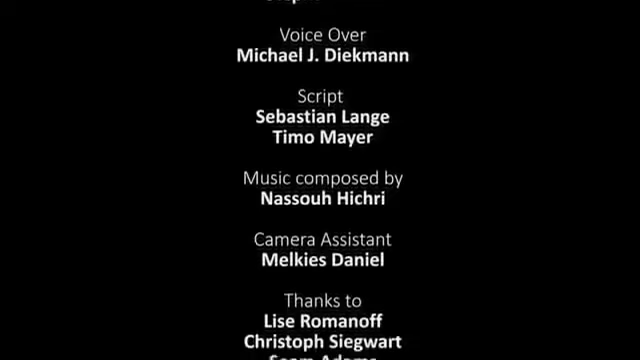 Voice Over
Michael J. Diekmann
Script
Sebastian Lange
Timo Mayer
Music composed by
Nassouh Hichri
Camera Assistant
Melkies Daniel
Thanks to
Lise Romanoff
Christoph Siegwart